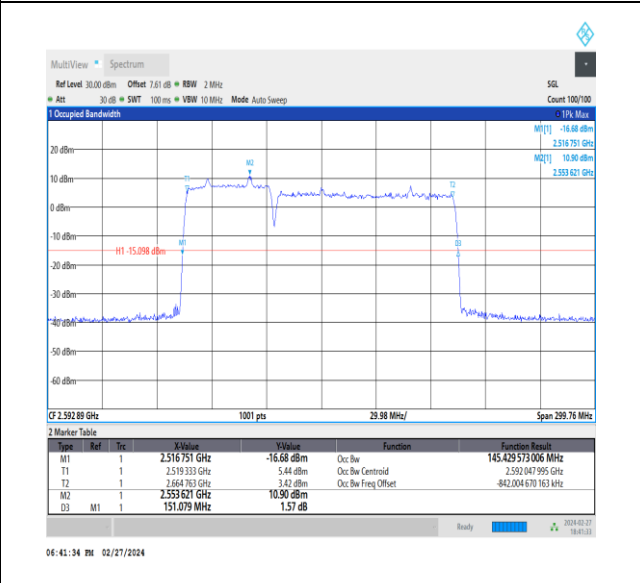 MultiView Spectrum
Ref Level 30.00 dBm Offset 7.61 dB RBW 2 MHz SGL
Att 30 dB SWT 100 ms VBW 10 MHz Mode Auto Sweep Count 100/100
1 Occupied Bandwidth 1Pk Max
M1[1] -16.68 dBm
2.516 751 GHz
M2[1] 10.90 dBm
2.553 621 GHz
20 dBm
M2
T1
T2
10 dBm
0 dBm
-10 dBm
M1
D3
H1 -15.098 dBm
-20 dBm
-30 dBm
-40 dBm
-50 dBm
-60 dBm
CF 2.592 89 GHz 1001 pts 29.98 MHz/ Span 299.76 MHz
2 Marker Table
Type Ref Trc X-Value Y-Value Function Function Result
M1 1 2.516 751 GHz -16.68 dBm Occ Bw 145.429 573 006 MHz
T1 1 2.519 333 GHz 5.44 dBm Occ Bw Centroid 2.592 047 995 GHz
T2 1 2.664 763 GHz 3.42 dBm Occ Bw Freq Offset -842.004 670 163 kHz
M2 1 2.553 621 GHz 10.90 dBm
D3 M1 1 151.079 MHz 1.57 dB
Ready 2024-02-27
18:41:33
06:41:34 PM 02/27/2024